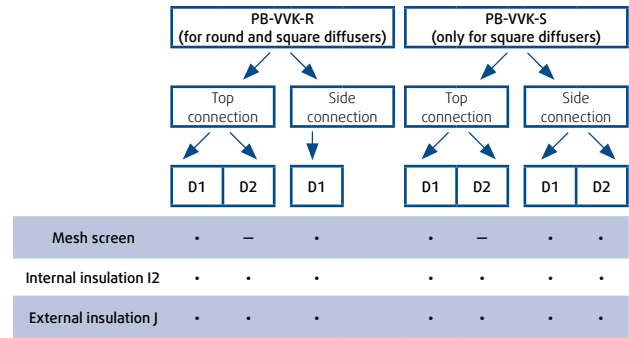 PB-VVK-R
(for round and square diffusers)
PB-VVK-S
(only for square diffusers)
Top
connection
Side
connection
Top
connection
Side
connection
D1 D2 D1 D1 D2 D1 D2
Mesh screen • – • • – • •
Internal insulation I2 • • • • • • •
External insulation J • • • • • • •